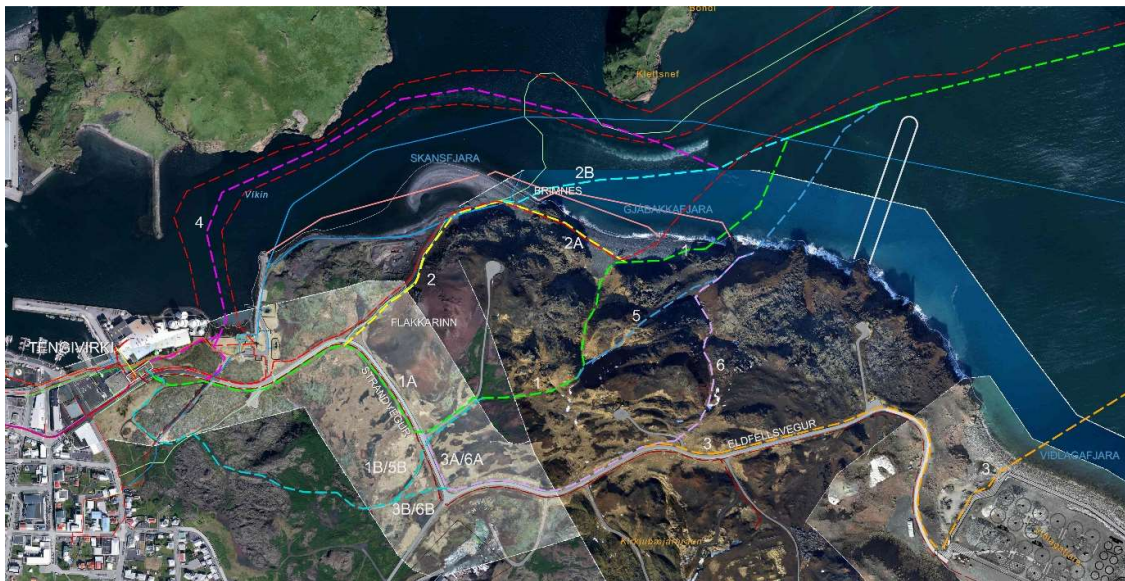 Bondi
Klettsnef
SKANSFJARA
2B
BRIMNES
Víkin
GJÁBAKKAFJARA
4
2A
2
5
FLAKKARINN
TENGIVIRKI
6
1A
1
STRANDVEGUR
3
ELDFELLSVEGUR
3A/6A
1B/5B
3
VIÐLAGAFJARA
3B/6B